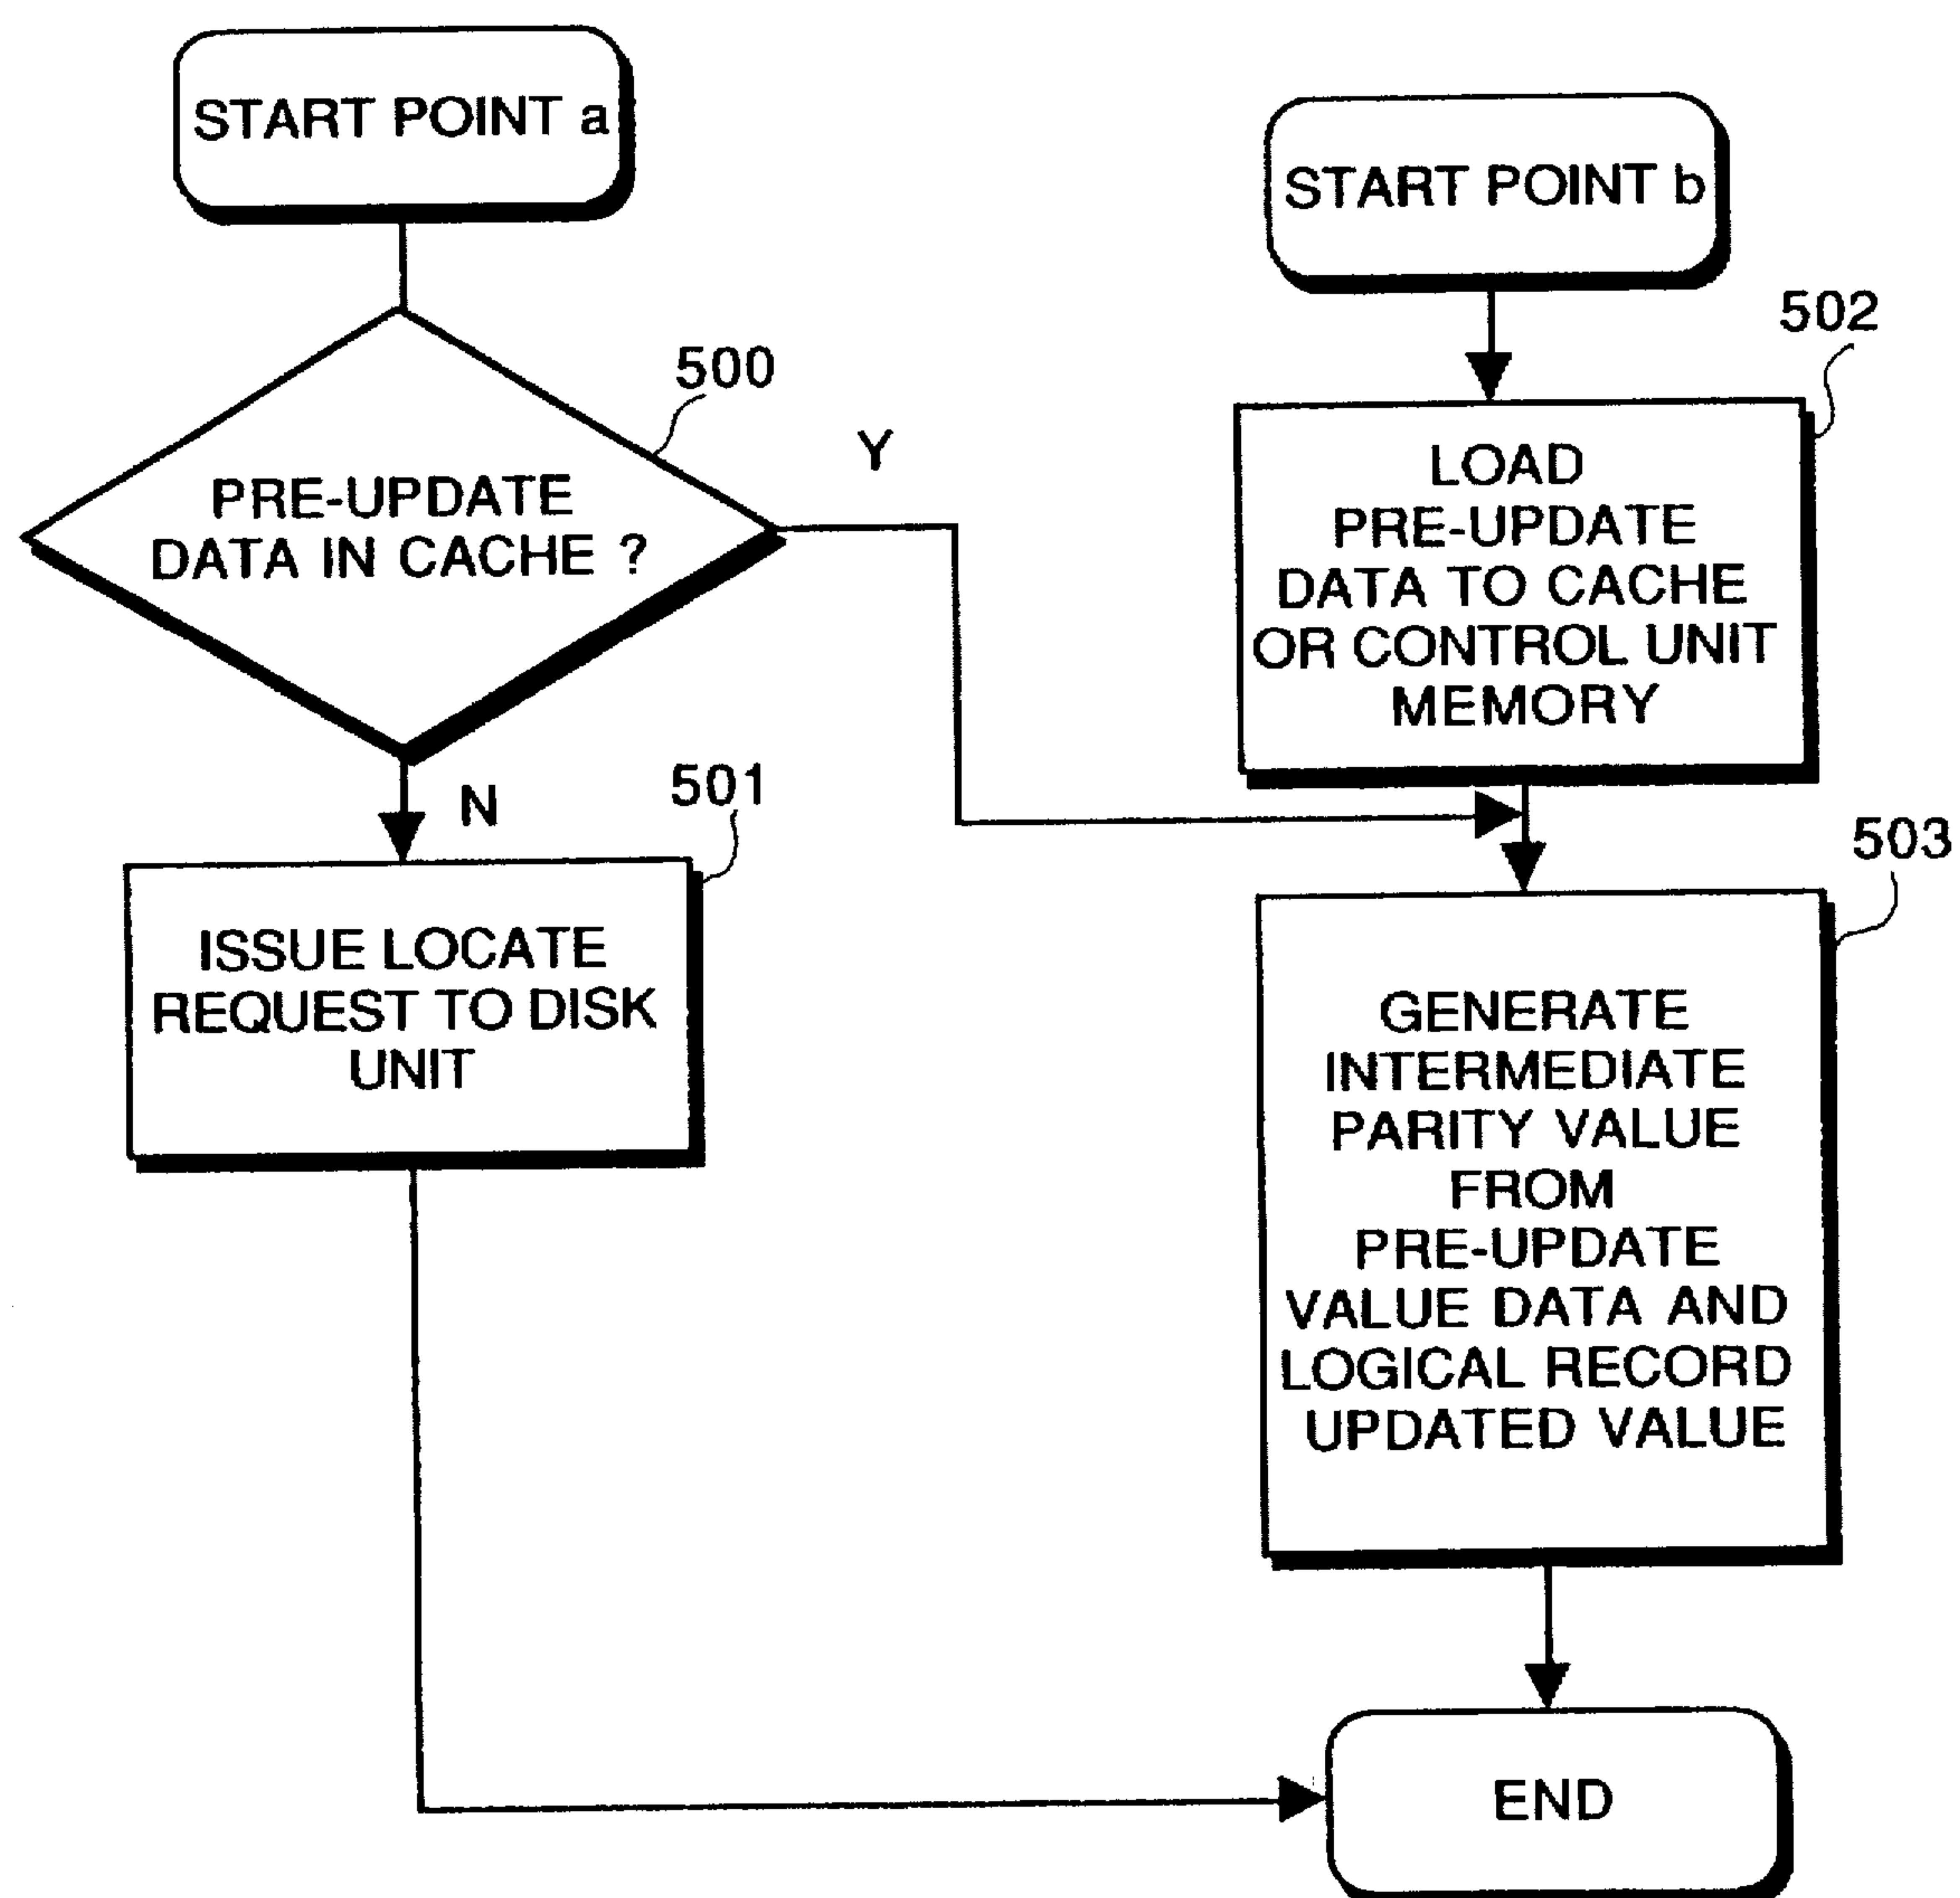 START POINT a
500
PRE-UPDATE
DATA IN CACHE ?
Y
N
501
ISSUE LOCATE
REQUEST TO DISK
UNIT
START POINT b
502
LOAD
PRE-UPDATE
DATA TO CACHE
OR CONTROL UNIT
MEMORY
503
GENERATE
INTERMEDIATE
PARITY VALUE
FROM
PRE-UPDATE
VALUE DATA AND
LOGICAL RECORD
UPDATED VALUE
END